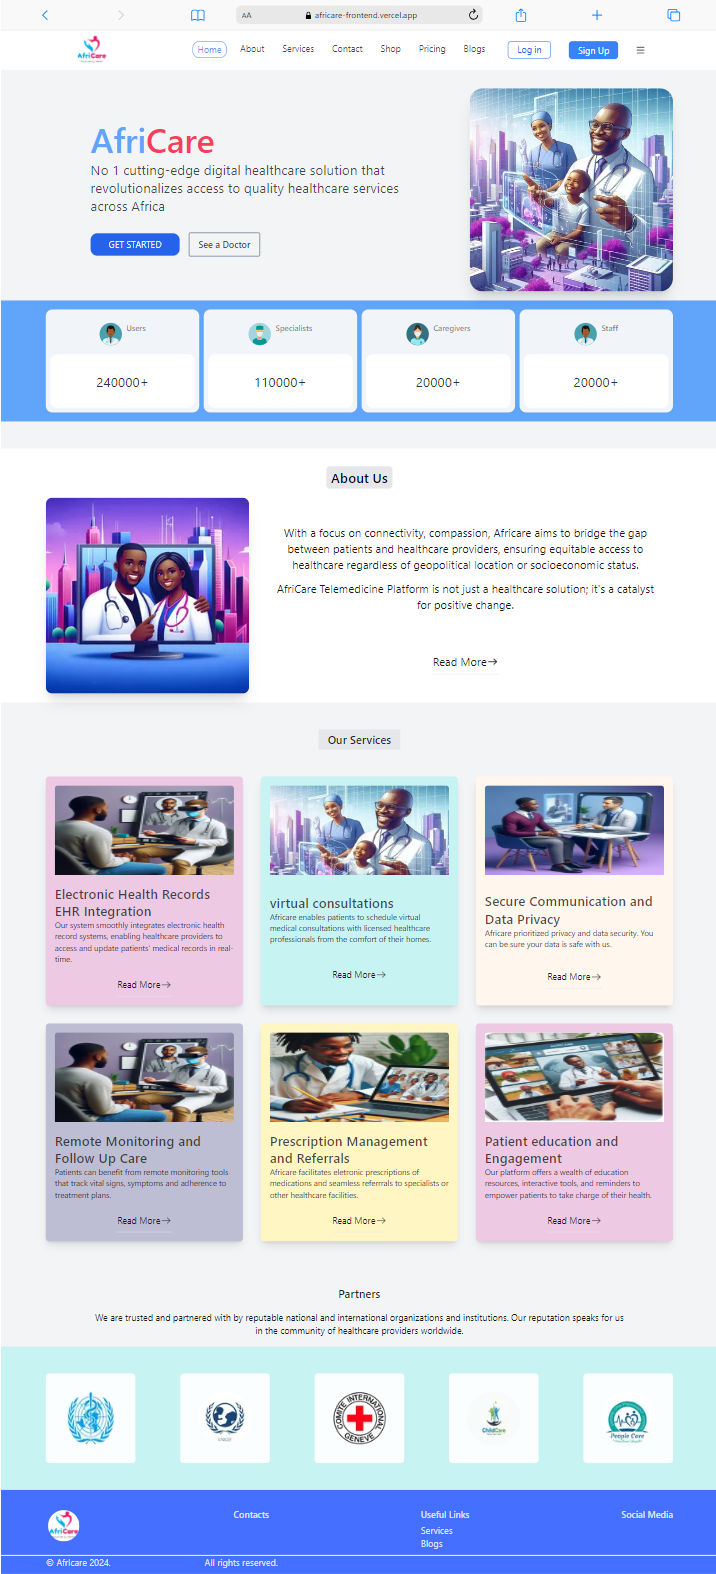 AA africare-frontend.vercel.app
AfriCare
Home About Services Contact Shop Pricing Blogs Log in Sign Up
AfriCare
No 1 cutting-edge digital healthcare solution that
revolutionalizes access to quality healthcare services
across Africa
GET STARTED See a Doctor
Users Specialists Caregivers Staff
240000+ 110000+ 20000+ 20000+
About Us
With a focus on connectivity, compassion, Africare aims to bridge the gap
between patients and healthcare providers, ensuring equitable access to
healthcare regardless of geopolitical location or socioeconomic status.
AfriCare Telemedicine Platform is not just a healthcare solution; it's a catalyst
for positive change.
Read More→
Our Services
Electronic Health Records
EHR Integration
Our system smoothly integrates electronic health
record systems, enabling healthcare providers to
access and update patients' medical records in real-
time.
Read More→
virtual consultations
Africare enables patients to schedule virtual
medical consultations with licensed healthcare
professionals from the comfort of their homes.
Read More→
Secure Communication and
Data Privacy
Africare prioritized privacy and data security. You
can be sure your data is safe with us.
Read More→
Remote Monitoring and
Follow Up Care
Patients can benefit from remote monitoring tools
that track vital signs, symptoms and adherence to
treatment plans.
Read More→
Prescription Management
and Referrals
Africare facilitates eletronic prescriptions of
medications and seamless referrrals to specialists or
other healthcare facilities.
Read More→
Patient education and
Engagement
Our platform offers a wealth of education
resources, interactive tools, and reminders to
empower patients to take charge of their health.
Read More→
Partners
We are trusted and partnered with by reputable national and international organizations and institutions. Our reputation speaks for us
in the community of healthcare providers worldwide.
COMITE INTERNATIONAL
GENEVE
ChildCare
People Care
AfriCare
Contacts Useful Links Social Media
Services
Blogs
© Africare 2024. All rights reserved.